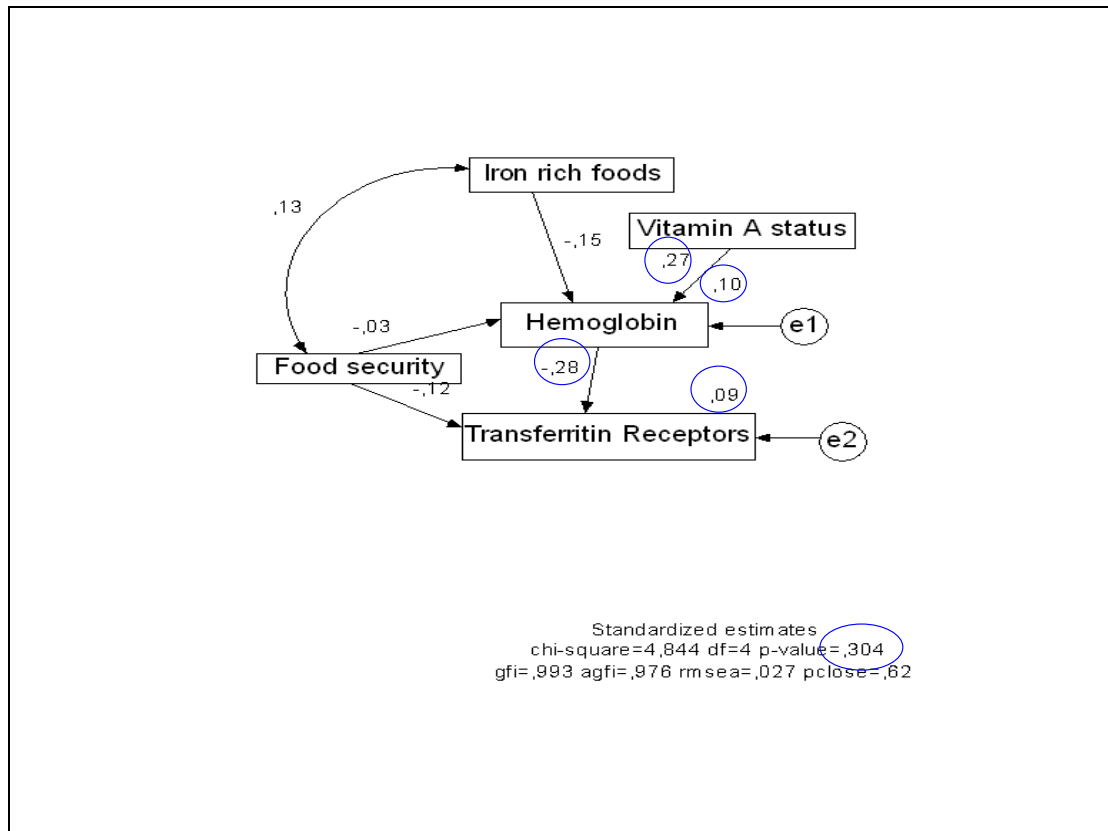 Iron rich foods
,13
Vitamin A status
-,15
,27
,10
Hemoglobin
e1
-,03
Food security
-,28
-,12
,09
Transferritin Receptors
e2
Standardized estimates
chi-square=4,844 df=4 p-value=,304
gfi=,993 agfi=,976 rmsea=,027 pclose=,62